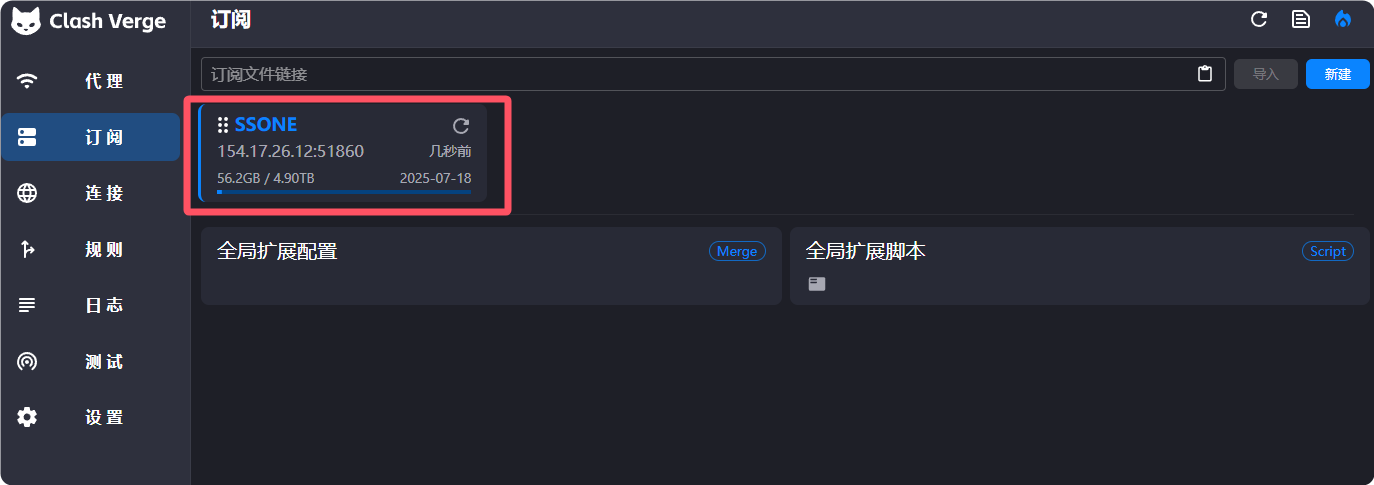 Clash Verge
订阅
代理
订阅
连接
规则
日志
测试
设置
订阅文件链接
导入
新建
SSONE
154.17.26.12:51860 几秒前
56.2GB / 4.90TB 2025-07-18
全局扩展配置 Merge
全局扩展脚本 Script